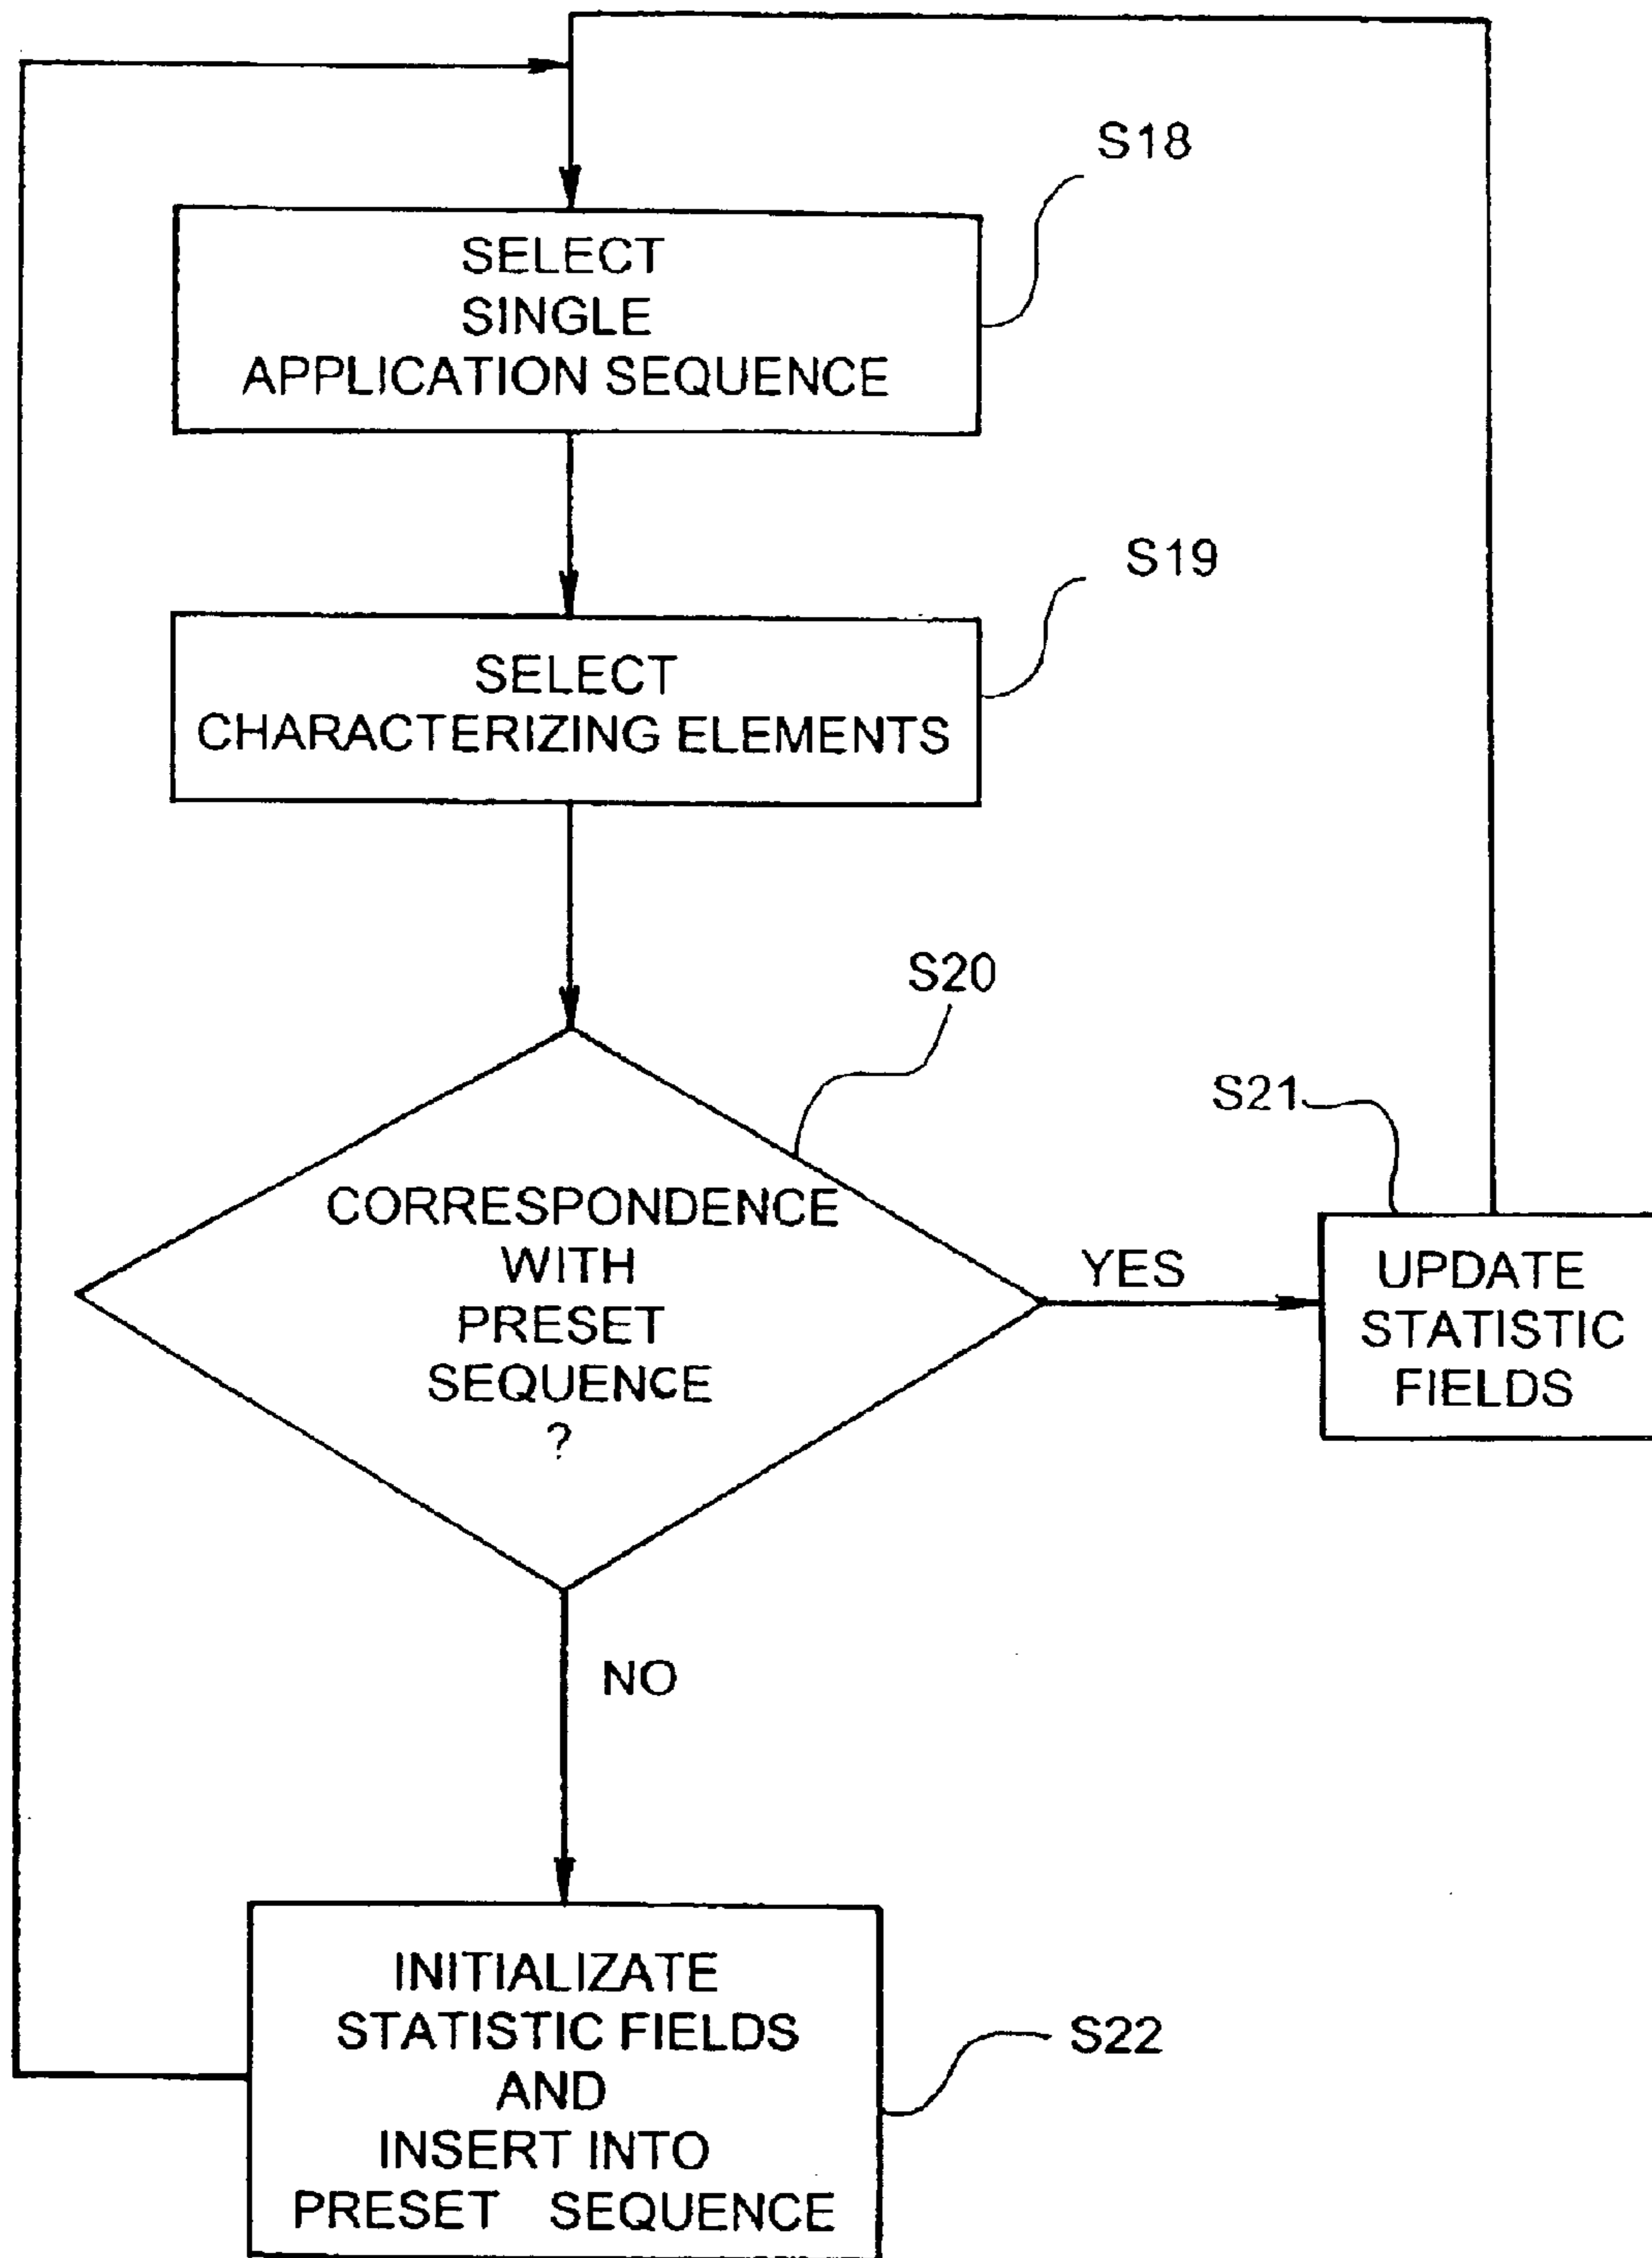 S18
SELECT
SINGLE
APPLICATION SEQUENCE
S19
SELECT
CHARACTERIZING ELEMENTS
S20
CORRESPONDENCE
WITH
PRESET
SEQUENCE
?
YES
S21
UPDATE
STATISTIC
FIELDS
NO
INITIALIZATE
STATISTIC FIELDS
AND
INSERT INTO
PRESET SEQUENCE
S22